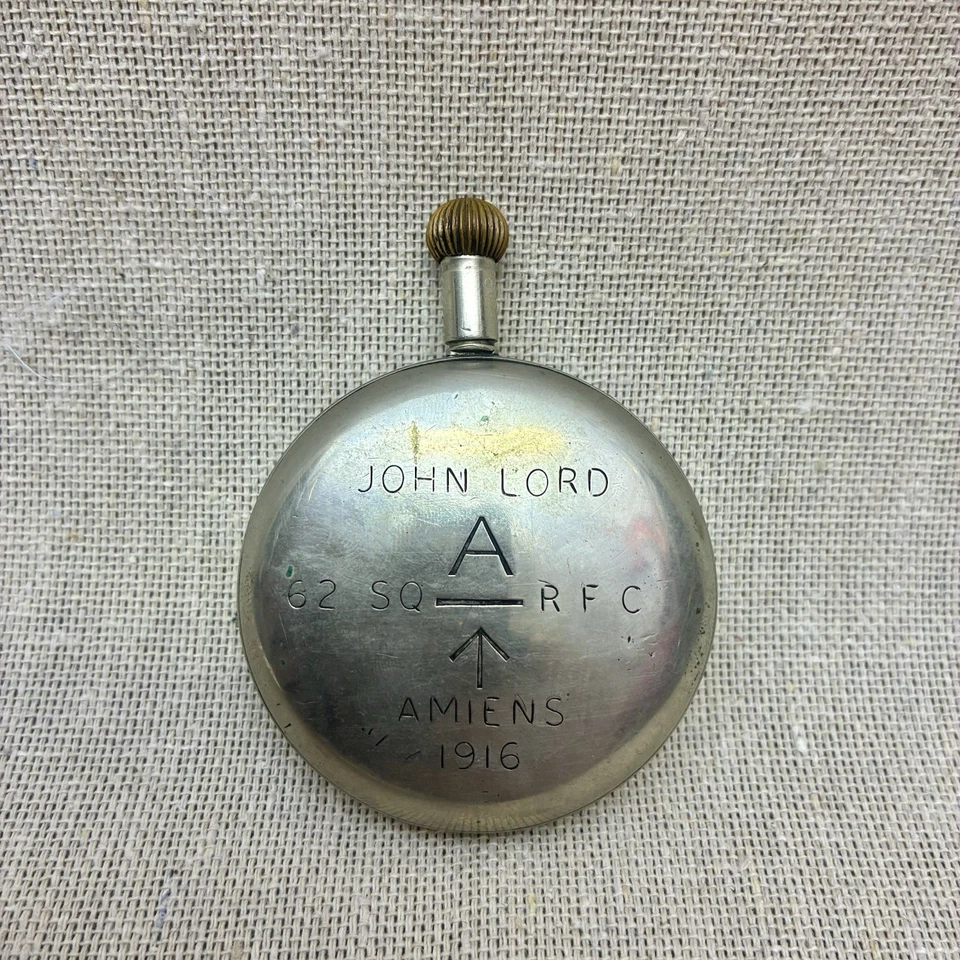 JOHN LORD
A
62 SQ — RFC
↑
AMIENS
1916